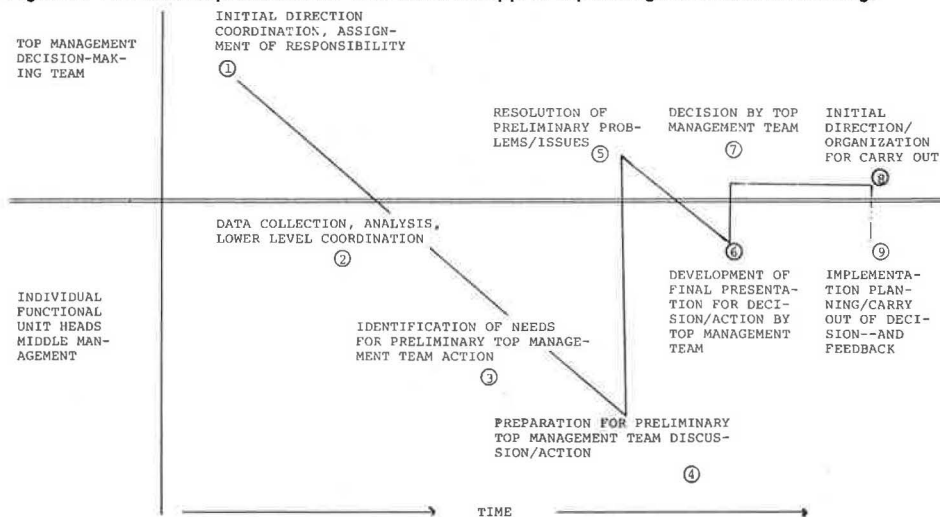 INITIAL DIRECTION
COORDINATION, ASSIGN-
MENT OF RESPONSIBILITY
①
TOP MANAGEMENT
DECISION-MAK-
ING TEAM
RESOLUTION OF
PRELIMINARY PROB-
LEMS/ISSUES
⑤
DECISION BY TOP
MANAGEMENT TEAM
⑦
INITIAL
DIRECTION/
ORGANIZATION
FOR CARRY OUT
⑧
DATA COLLECTION, ANALYSIS,
LOWER LEVEL COORDINATION
②
INDIVIDUAL
FUNCTIONAL
UNIT HEADS
MIDDLE MAN-
AGEMENT
IDENTIFICATION OF NEEDS
FOR PRELIMINARY TOP MANAGE-
MENT TEAM ACTION
③
PREPARATION FOR PRELIMINARY
TOP MANAGEMENT TEAM DISCUS-
SION/ACTION
④
⑥
DEVELOPMENT OF
FINAL PRESENTA-
TION FOR DECI-
SION/ACTION BY
TOP MANAGEMENT
TEAM
⑨
IMPLEMENTA-
TION PLAN-
NING/CARRY
OUT OF DECI-
SION--AND
FEEDBACK
TIME